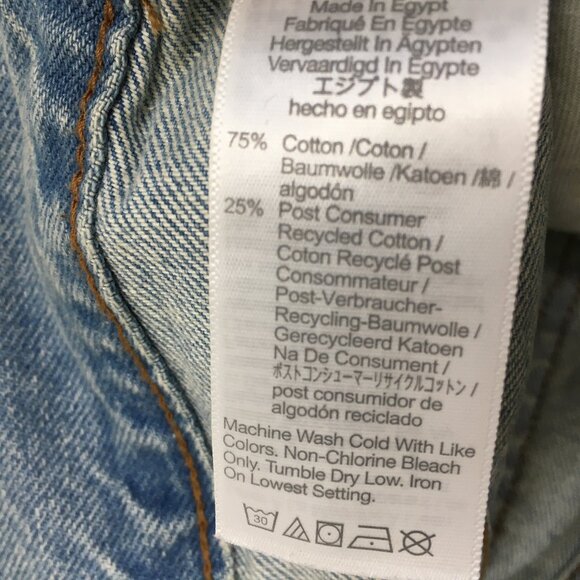 Made In Egypt
Fabriqué En Égypte
Hergestellt In Ägypten
Vervaardigd In Egypte
エジプト製
hecho en egipto
75% Cotton /Coton /
Baumwolle /Katoen /綿 /
algodón
25% Post Consumer
Recycled Cotton /
Coton Recyclé Post
Consommateur /
Post-Verbraucher-
Recycling-Baumwolle /
Gerecycleerd Katoen
Na De Consument /
ポストコンシューマーリサイクルコットン /
post consumidor de
algodón reciclado
Machine Wash Cold With Like
Colors. Non-Chlorine Bleach
Only. Tumble Dry Low. Iron
On Lowest Setting.
30